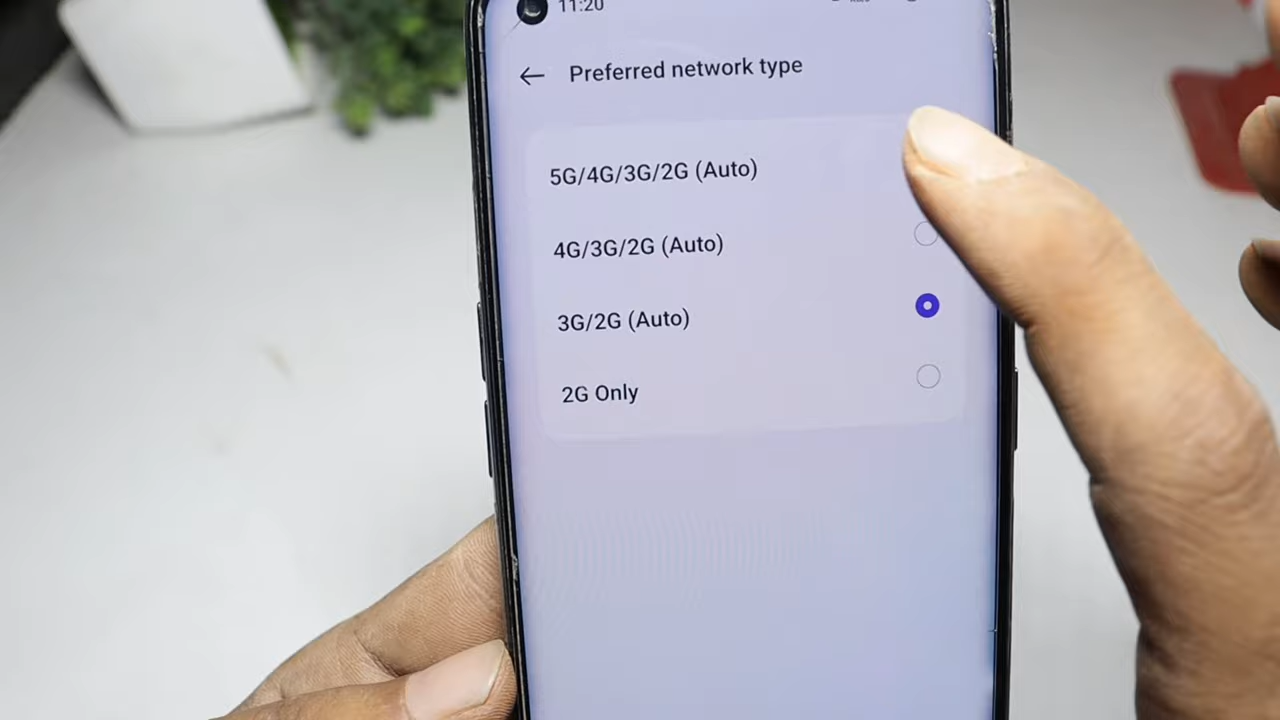 11:20
Preferred network type
5G/4G/3G/2G (Auto)
4G/3G/2G (Auto)
3G/2G (Auto)
2G Only